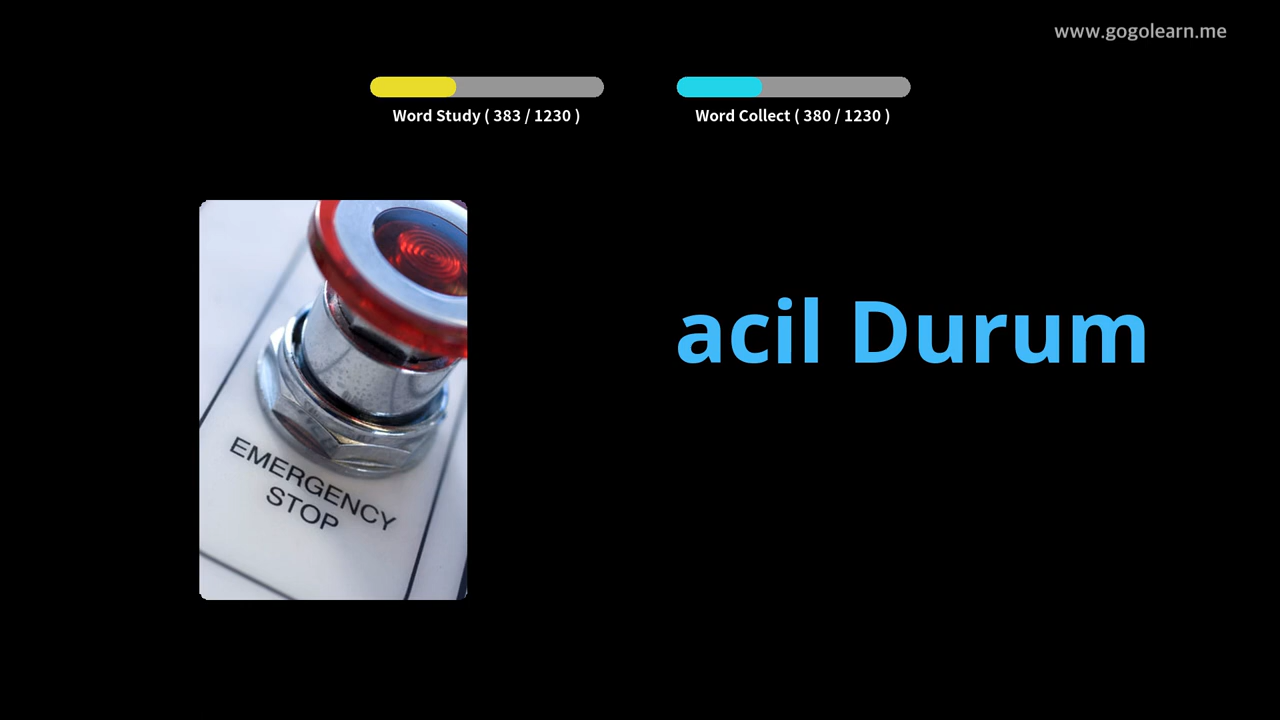 www.gogolearn.me
Word Study ( 383 / 1230 )
Word Collect ( 380 / 1230 )
acil Durum
EMERGENCY
STOP